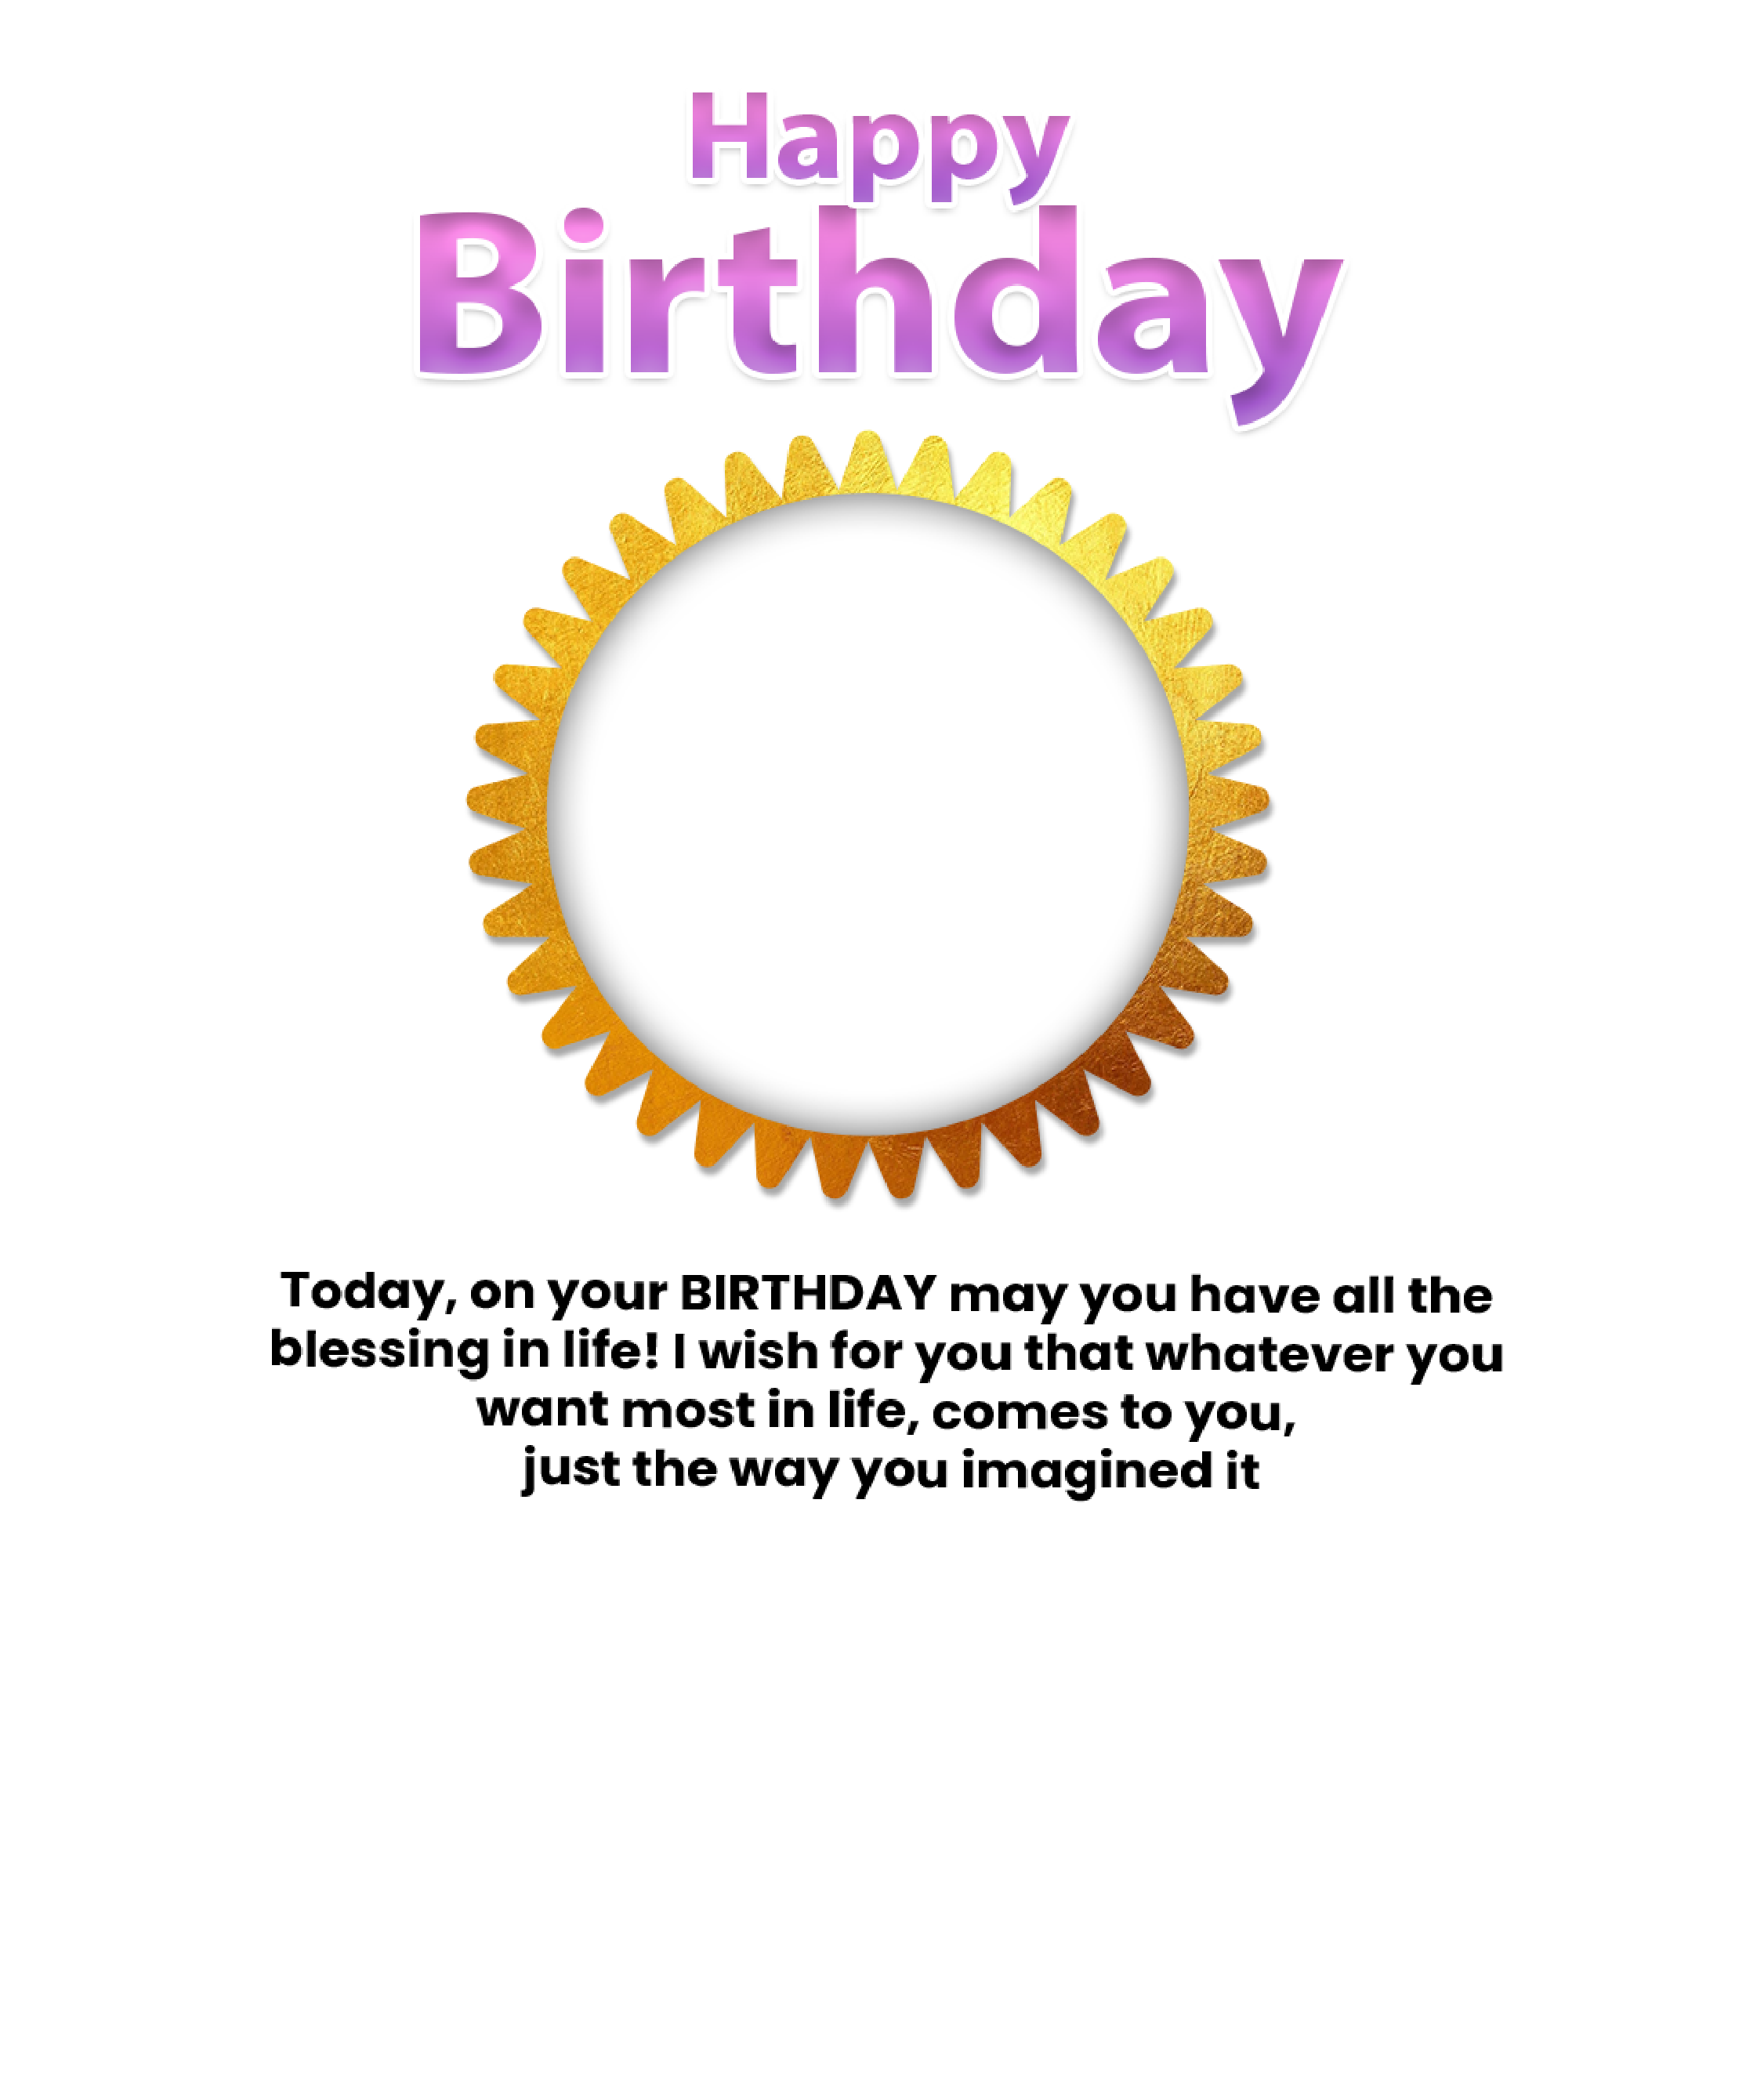 Happy
Birthday
Today, on your BIRTHDAY may you have all the
blessing in life! I wish for you that whatever you
want most in life, comes to you,
just the way you imagined it